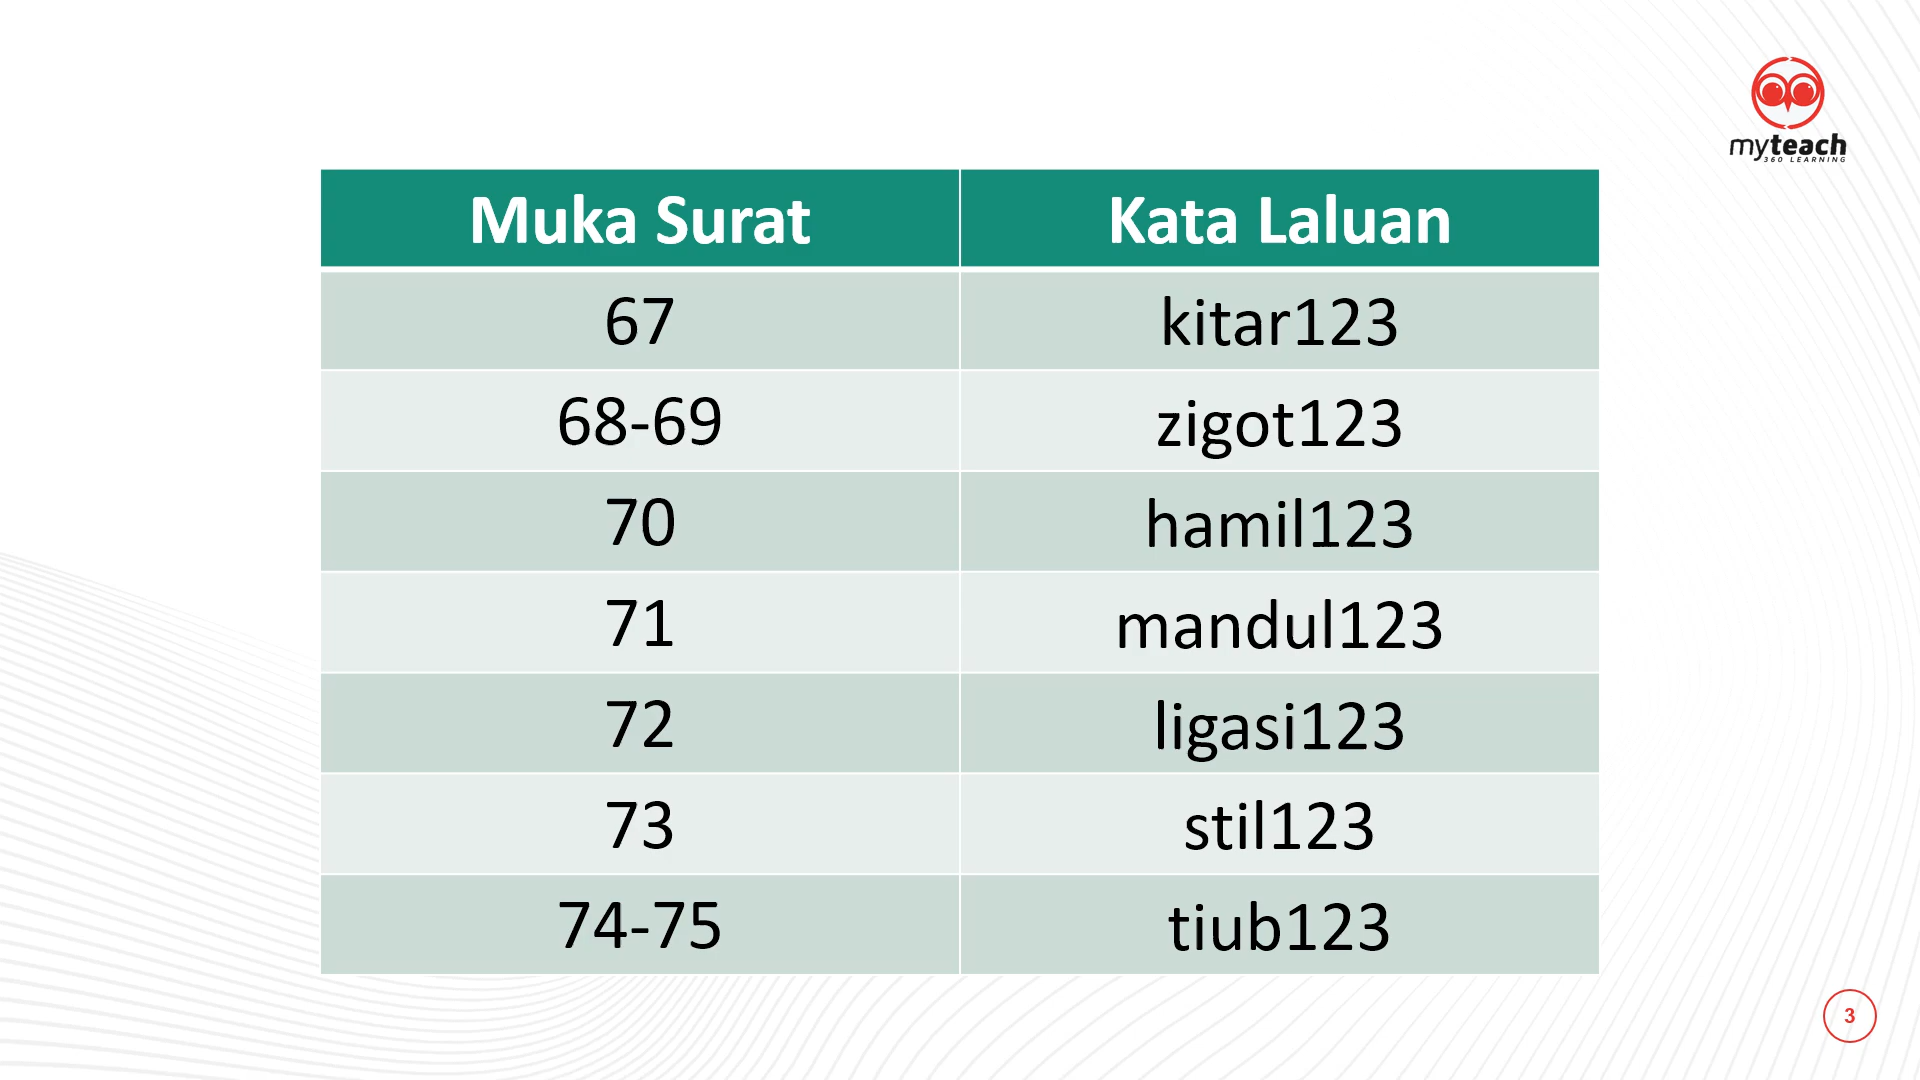 myteach
360 LEARNING
Muka Surat Kata Laluan
67 kitar123
68-69 zigot123
70 hamil123
71 mandul123
72 ligasi123
73 stil123
74-75 tiub123
3